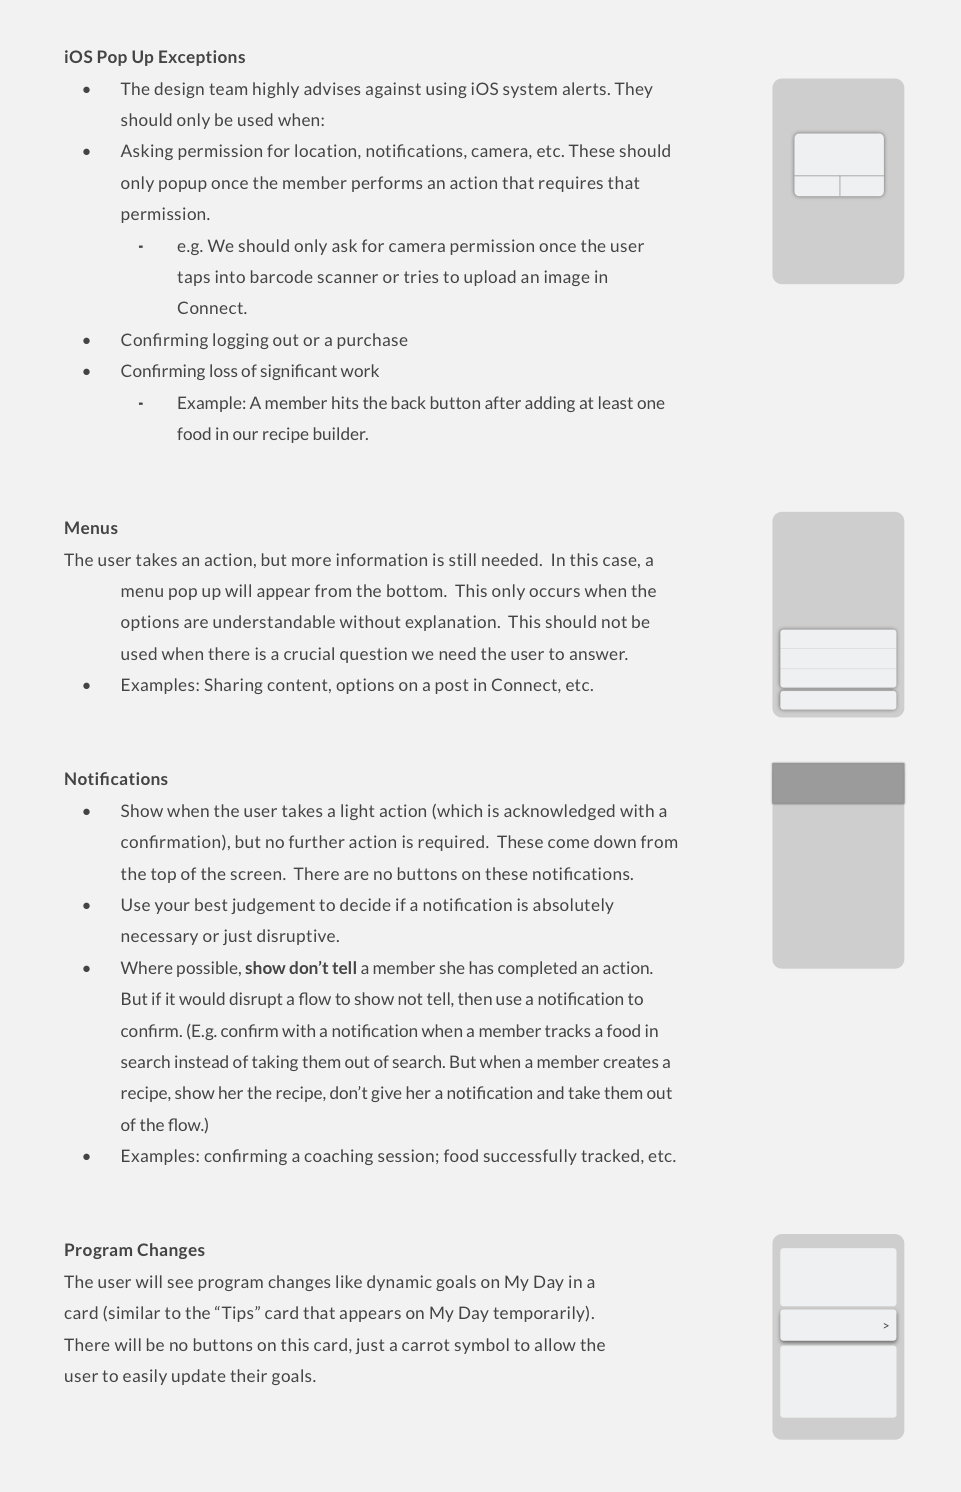 iOS Pop Up Exceptions
• The design team highly advises against using iOS system alerts. They
should only be used when:
• Asking permission for location, notifications, camera, etc. These should
only popup once the member performs an action that requires that
permission.
- e.g. We should only ask for camera permission once the user
taps into barcode scanner or tries to upload an image in
Connect.
• Confirming logging out or a purchase
• Confirming loss of significant work
- Example: A member hits the back button after adding at least one
food in our recipe builder.
Menus
The user takes an action, but more information is still needed.  In this case, a
menu pop up will appear from the bottom.  This only occurs when the
options are understandable without explanation.  This should not be
used when there is a crucial question we need the user to answer.
• Examples: Sharing content, options on a post in Connect, etc.
Notifications
• Show when the user takes a light action (which is acknowledged with a
confirmation), but no further action is required.  These come down from
the top of the screen.  There are no buttons on these notifications.
• Use your best judgement to decide if a notification is absolutely
necessary or just disruptive.
• Where possible, show don’t tell a member she has completed an action.
But if it would disrupt a flow to show not tell, then use a notification to
confirm. (E.g. confirm with a notification when a member tracks a food in
search instead of taking them out of search. But when a member creates a
recipe, show her the recipe, don’t give her a notification and take them out
of the flow.)
• Examples: confirming a coaching session; food successfully tracked, etc.
Program Changes
The user will see program changes like dynamic goals on My Day in a
card (similar to the “Tips” card that appears on My Day temporarily).
There will be no buttons on this card, just a carrot symbol to allow the
user to easily update their goals.
>